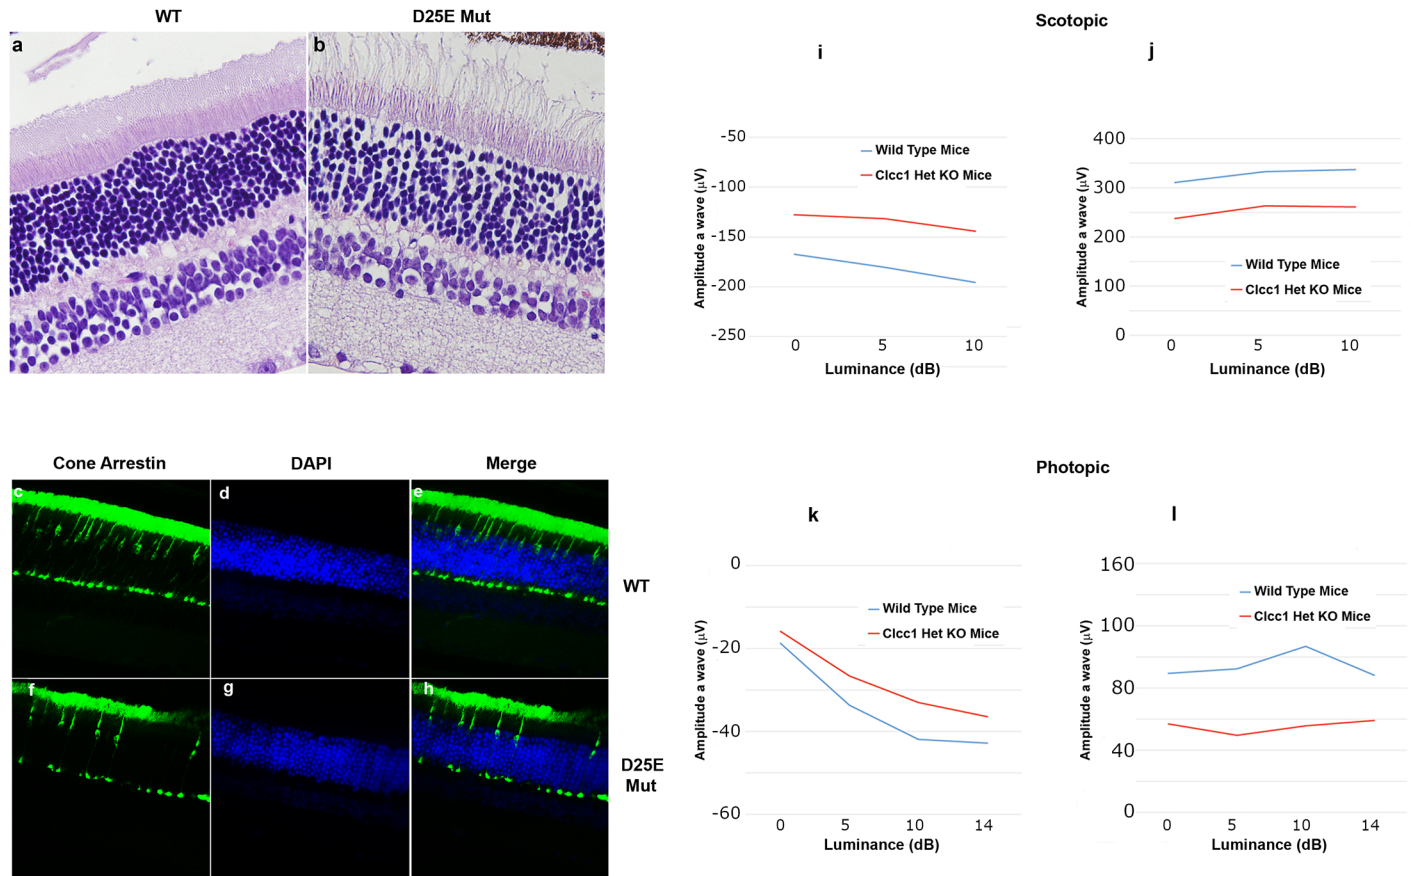 WT
D25E Mut
a
b
Cone Arrestin
DAPI
Merge
c
d
e
WT
f
g
h
D25E
Mut
Scotopic
i
-50
-100
-150
-200
-250
Amplitude a wave (μV)
Wild Type Mice
Clcc1 Het KO Mice
0
5
10
Luminance (dB)
j
400
300
200
100
0
Amplitude a wave (μV)
Wild Type Mice
Clcc1 Het KO Mice
0
5
10
Luminance (dB)
Photopic
k
0
-20
-40
-60
Amplitude a wave (μV)
Wild Type Mice
Clcc1 Het KO Mice
0
5
10
14
Luminance (dB)
l
160
100
80
40
0
Amplitude a wave (μV)
Wild Type Mice
Clcc1 Het KO Mice
0
5
10
14
Luminance (dB)